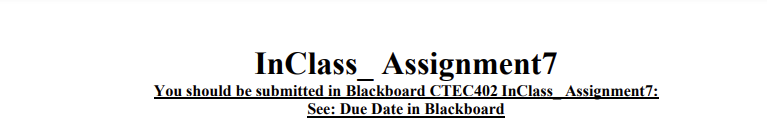 InClass_ Assignment7
You should be submitted in Blackboard CTEC402 InClass_ Assignment7:
See: Due Date in Blackboard